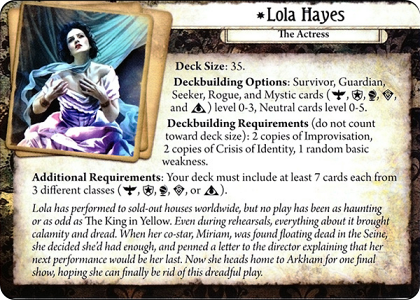 Lola Hayes
The Actress
Deck Size: 35.
Deckbuilding Options: Survivor, Guardian,
Seeker, Rogue, and Mystic cards ( , , , ,
and ) level 0-3, Neutral cards level 0-5.
Deckbuilding Requirements (do not count
toward deck size): 2 copies of Improvisation,
2 copies of Crisis of Identity, 1 random basic
weakness.
Additional Requirements: Your deck must include at least 7 cards each from
3 different classes ( , , , , or ).
Lola has performed to sold-out houses worldwide, but no play has been as haunting
or as odd as The King in Yellow. Even during rehearsals, everything about it brought
calamity and dread. When her co-star, Miriam, was found floating dead in the Seine,
she decided she'd had enough, and penned a letter to the director explaining that her
next performance would be her last. Now she heads home to Arkham for one final
show, hoping she can finally be rid of this dreadful play.